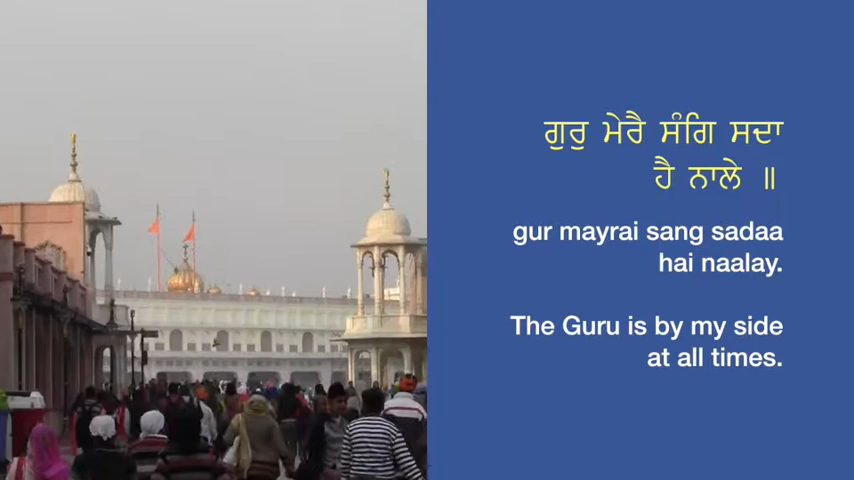 ਗੁਰੁ ਮੇਰੈ ਸੰਗਿ ਸਦਾ
ਹੈ ਨਾਲੇ ॥
gur mayrai sang sadaa
hai naalay.
The Guru is by my side
at all times.